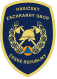 HASIČSKÝ
ZÁCHRANNÝ SBOR
ČESKÉ REPUBLIKY